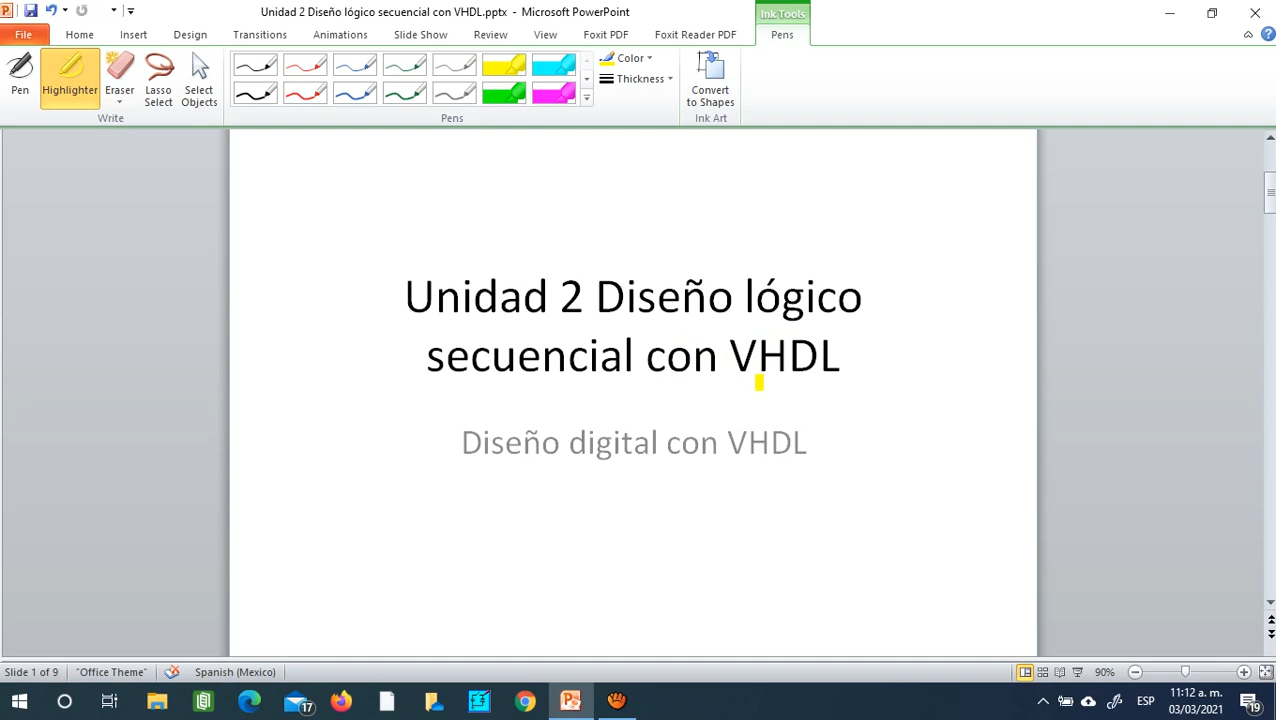 Unidad 2 Diseño lógico secuencial con VHDL.pptx - Microsoft PowerPoint
Ink Tools
File Home Insert Design Transitions Animations Slide Show Review View Foxit PDF Foxit Reader PDF Pens
Pen
Highlighter
Eraser
Lasso
Select
Select
Objects
Color
Thickness
Convert
to Shapes
Write
Pens
Ink Art
Unidad 2 Diseño lógico
secuencial con VHDL
Diseño digital con VHDL
Slide 1 of 9 "Office Theme" Spanish (Mexico) 90%
17
ESP
11:12 a. m.
03/03/2021
19